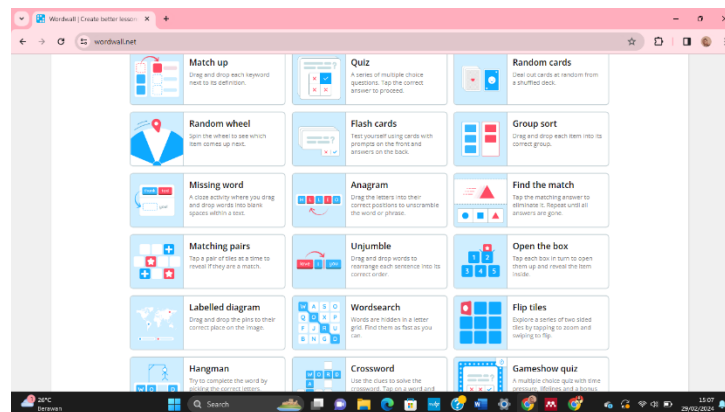 Wordwall | Create better lesson
wordwall.net
Match up
Drag and drop each keyword
next to its definition.
Quiz
A series of multiple choice
questions. Tap the correct
answer to proceed.
Random cards
Deal out cards at random from
a shuffled deck.
Random wheel
Spin the wheel to see which
item comes up next.
Flash cards
Test yourself using cards with
prompts on the front and
answers on the back.
Group sort
Drag and drop each item into its
correct group.
Missing word
A cloze activity where you drag
and drop words into blank
spaces within a text.
Anagram
Drag the letters into their
correct positions to unscramble
the word or phrase.
Find the match
Tap the matching answer to
eliminate it. Repeat until all
answers are gone.
Matching pairs
Tap a pair of tiles at a time to
reveal if they are a match.
Unjumble
Drag and drop words to
rearrange each sentence into its
correct order.
Open the box
Tap each box in turn to open
them up and reveal the item
inside.
1 2
3 4 5
Labelled diagram
Drag and drop the pins to their
correct place on the image.
Wordsearch
Words are hidden in a letter
grid. Find them as fast as you
can.
Flip tiles
Explore a series of two sided
tiles by tapping to zoom and
swiping to flip.
Hangman
Try to complete the word by
picking the correct letters.
Crossword
Use the clues to solve the
crossword. Tap on a word and
Gameshow quiz
A multiple choice quiz with time
pressure, lifelines and a bonus
26°C
Berawan
Search
15:07
29/02/2024